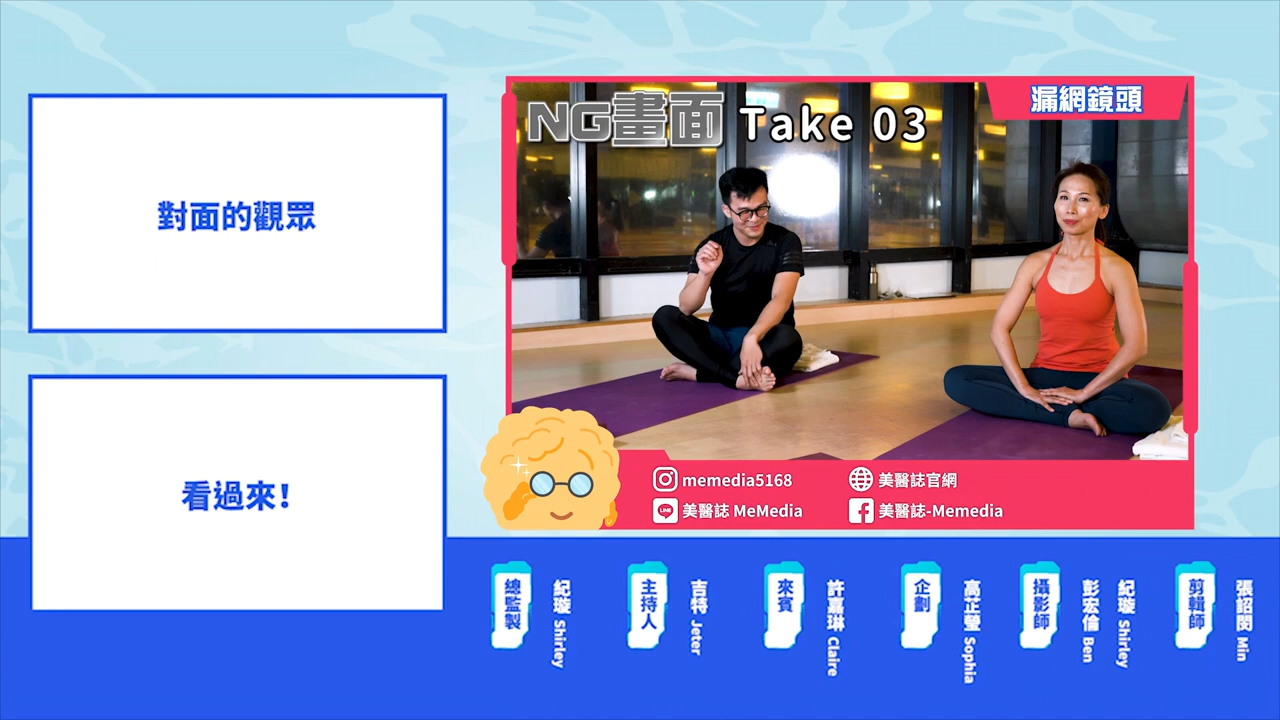 NG畫面 Take 03
漏網鏡頭
對面的觀眾
看過來！
memedia5168
美醫誌官網
LINE
美醫誌 MeMedia
美醫誌-Memedia
總監製
紀璇 Shirley
主持人
吉特 Jeter
來賓
許嘉琳 Claire
企劃
高芷瑩 Sophia
攝影師
彭宏倫 Ben
紀璇 Shirley
剪輯師
張韶閔 Min